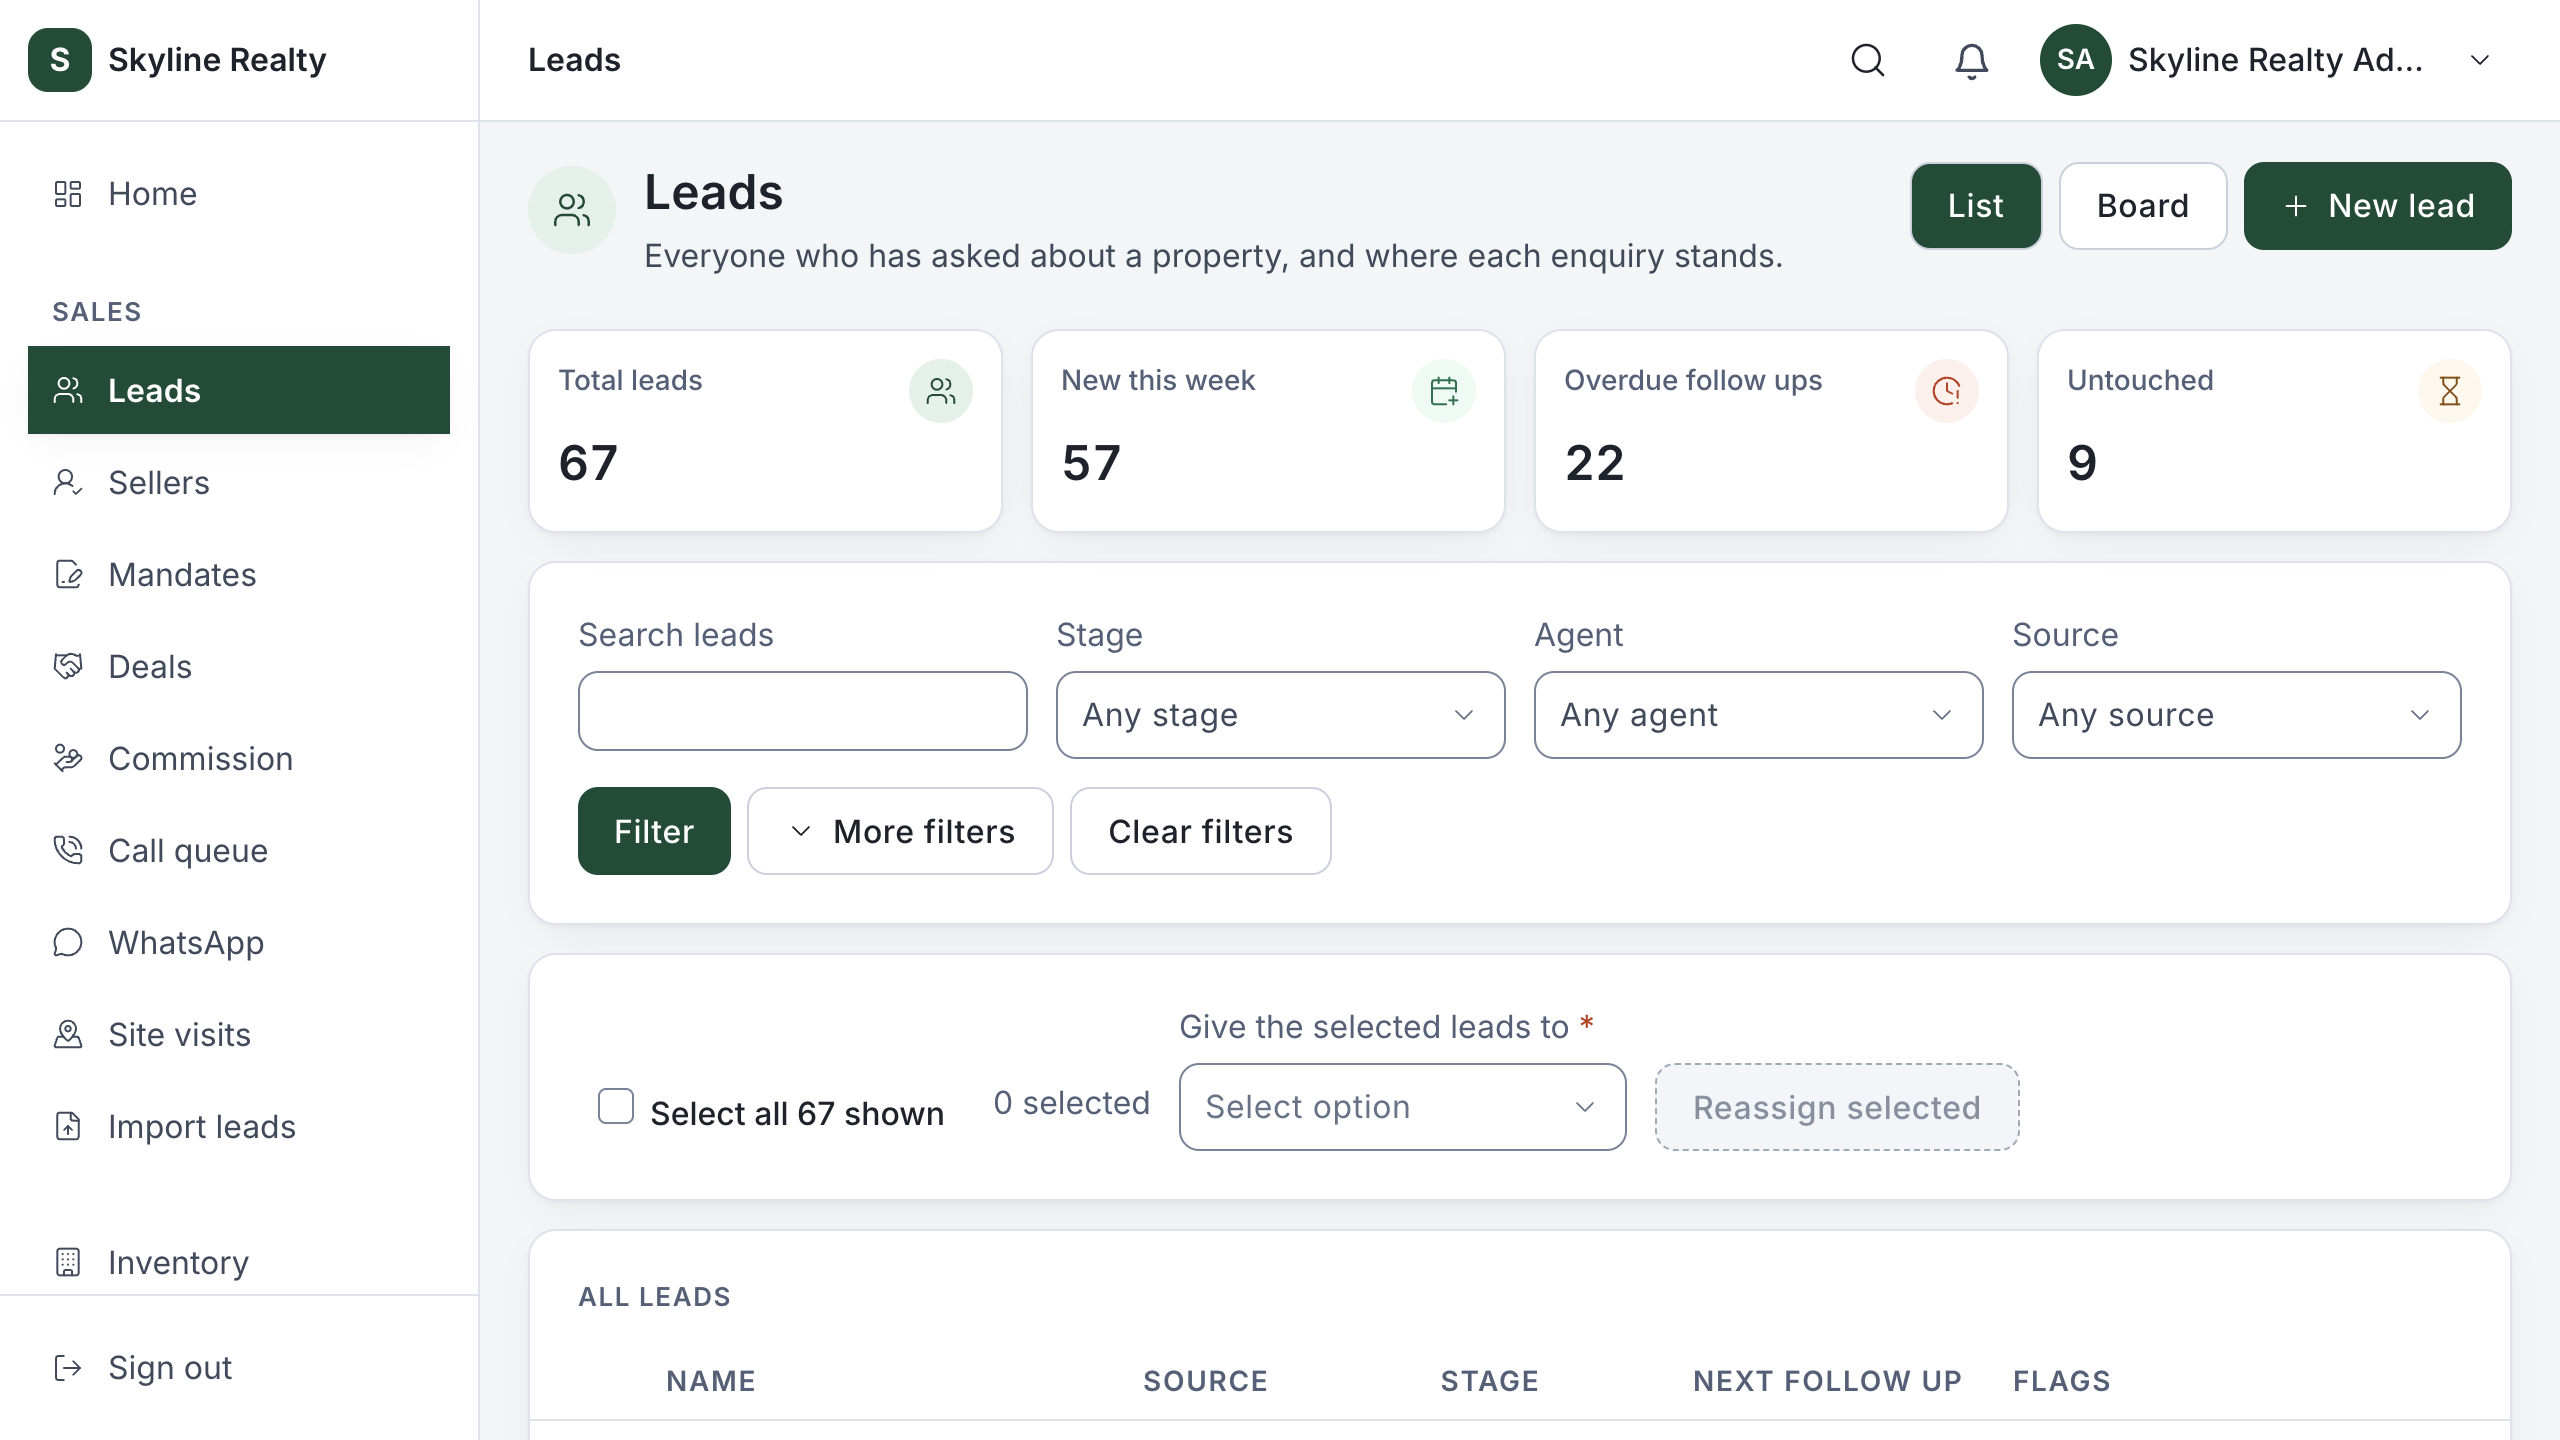 S Skyline Realty
Leads
SA Skyline Realty Ad...
Home
SALES
Leads
Sellers
Mandates
Deals
Commission
Call queue
WhatsApp
Site visits
Import leads
Inventory
Sign out
Leads
Everyone who has asked about a property, and where each enquiry stands.
List
Board
New lead
Total leads
67
New this week
57
Overdue follow ups
22
Untouched
9
Search leads
Stage
Agent
Source
Any stage
Any agent
Any source
Filter
More filters
Clear filters
Give the selected leads to *
Select all 67 shown
0 selected
Select option
Reassign selected
ALL LEADS
NAME SOURCE STAGE NEXT FOLLOW UP FLAGS